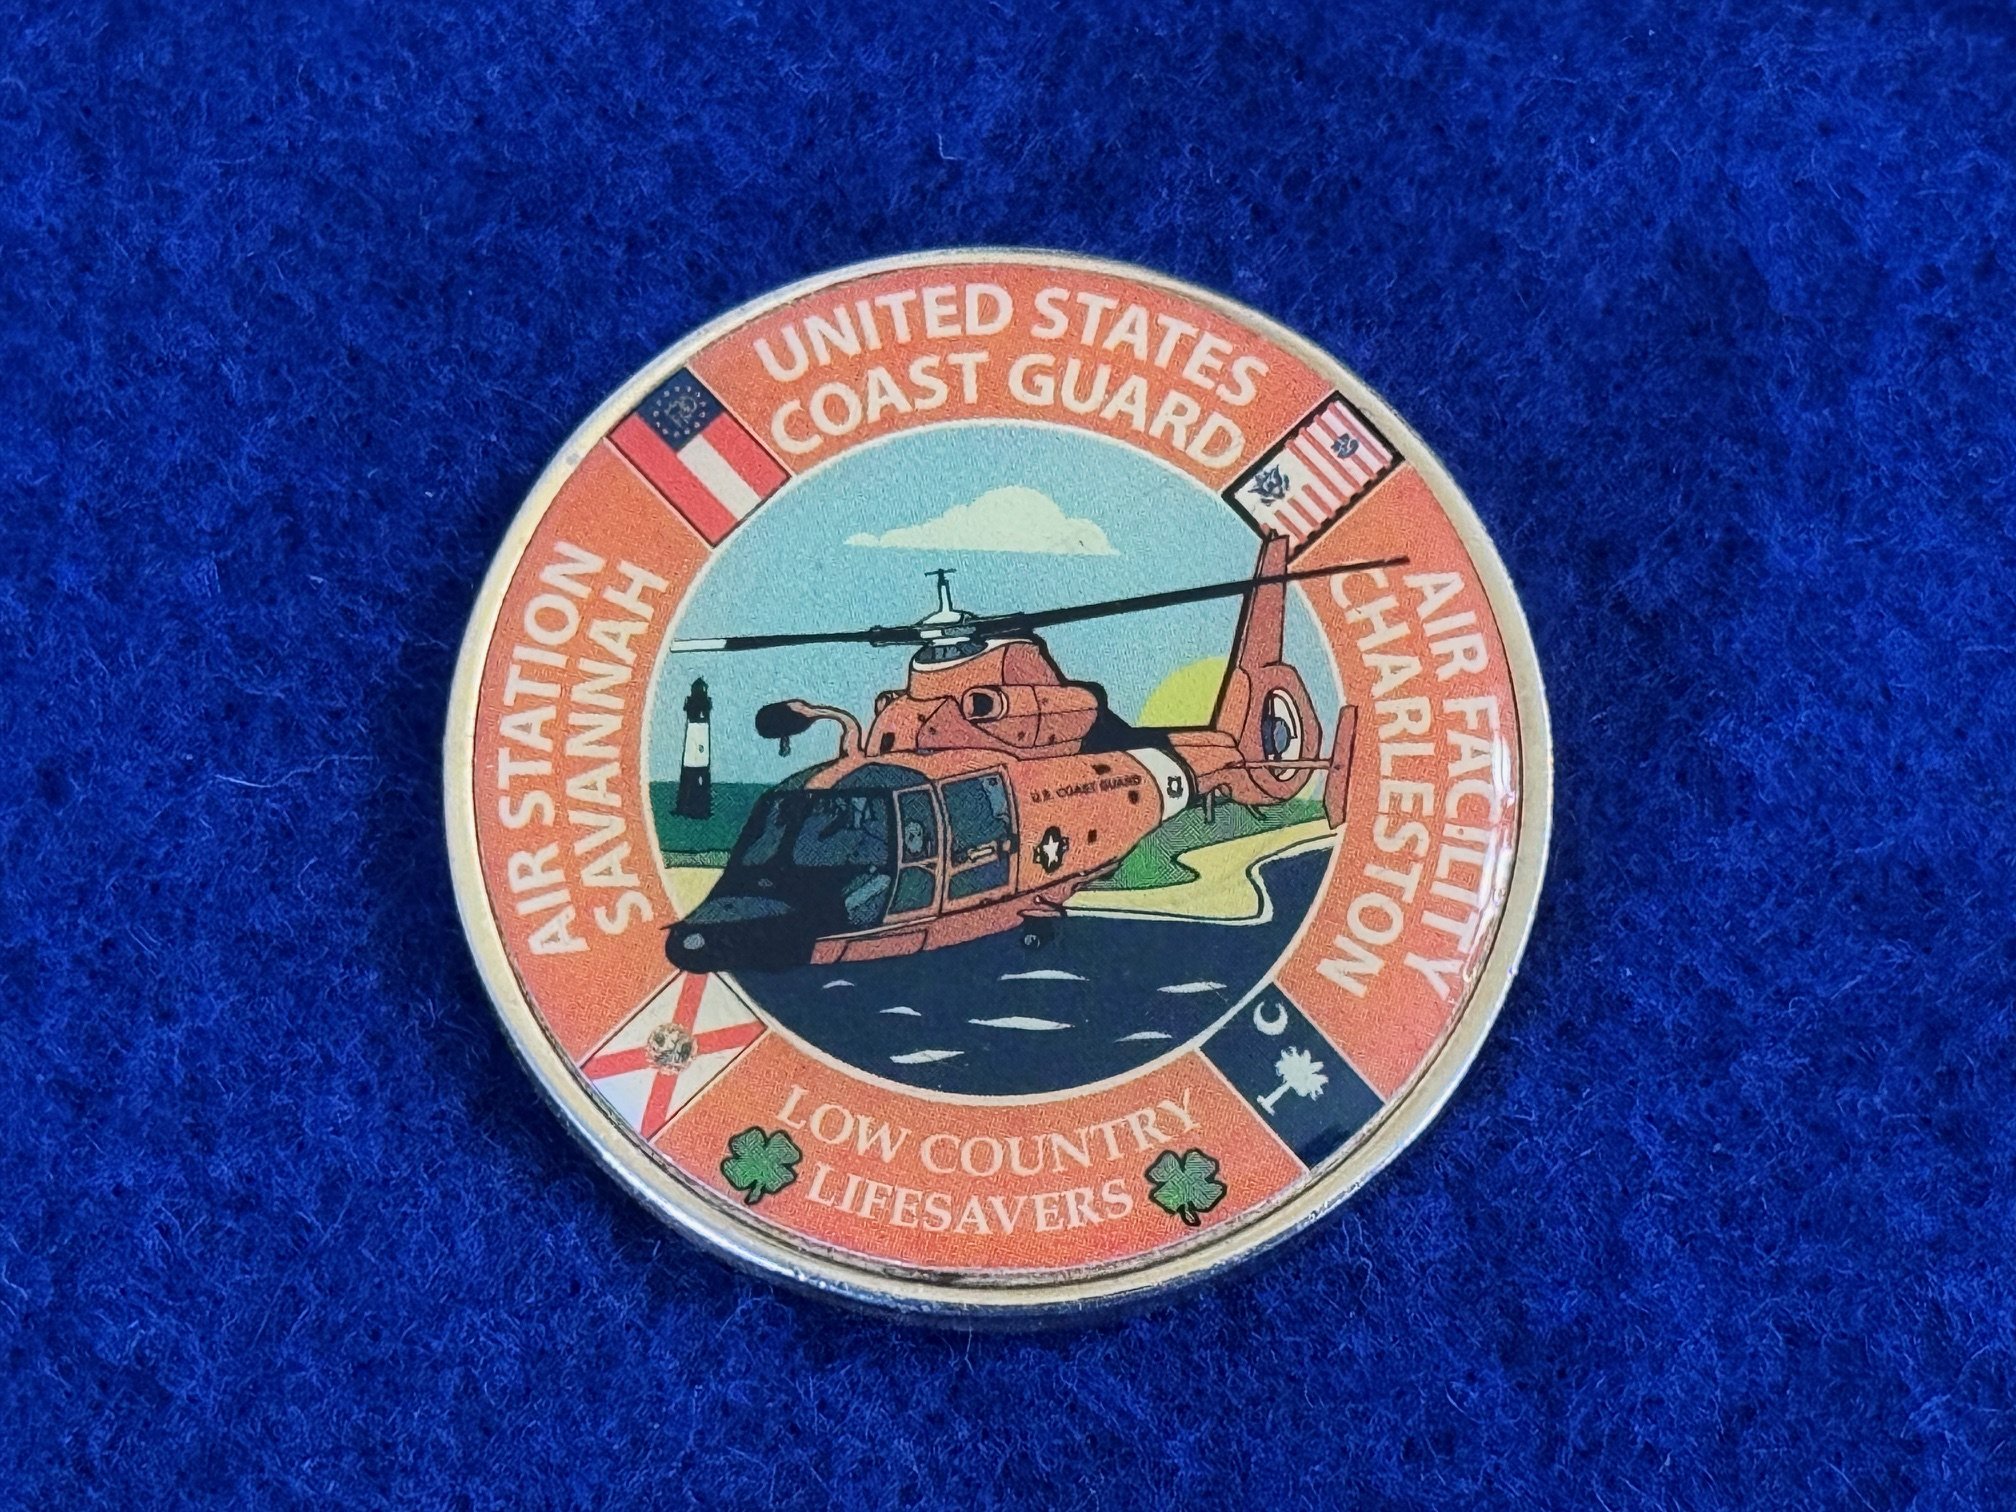 UNITED STATES
COAST GUARD
AIR STATION
SAVANNAH
AIR FACILITY
CHARLESTON
U.S. COAST GUARD
LOW COUNTRY
LIFESAVERS